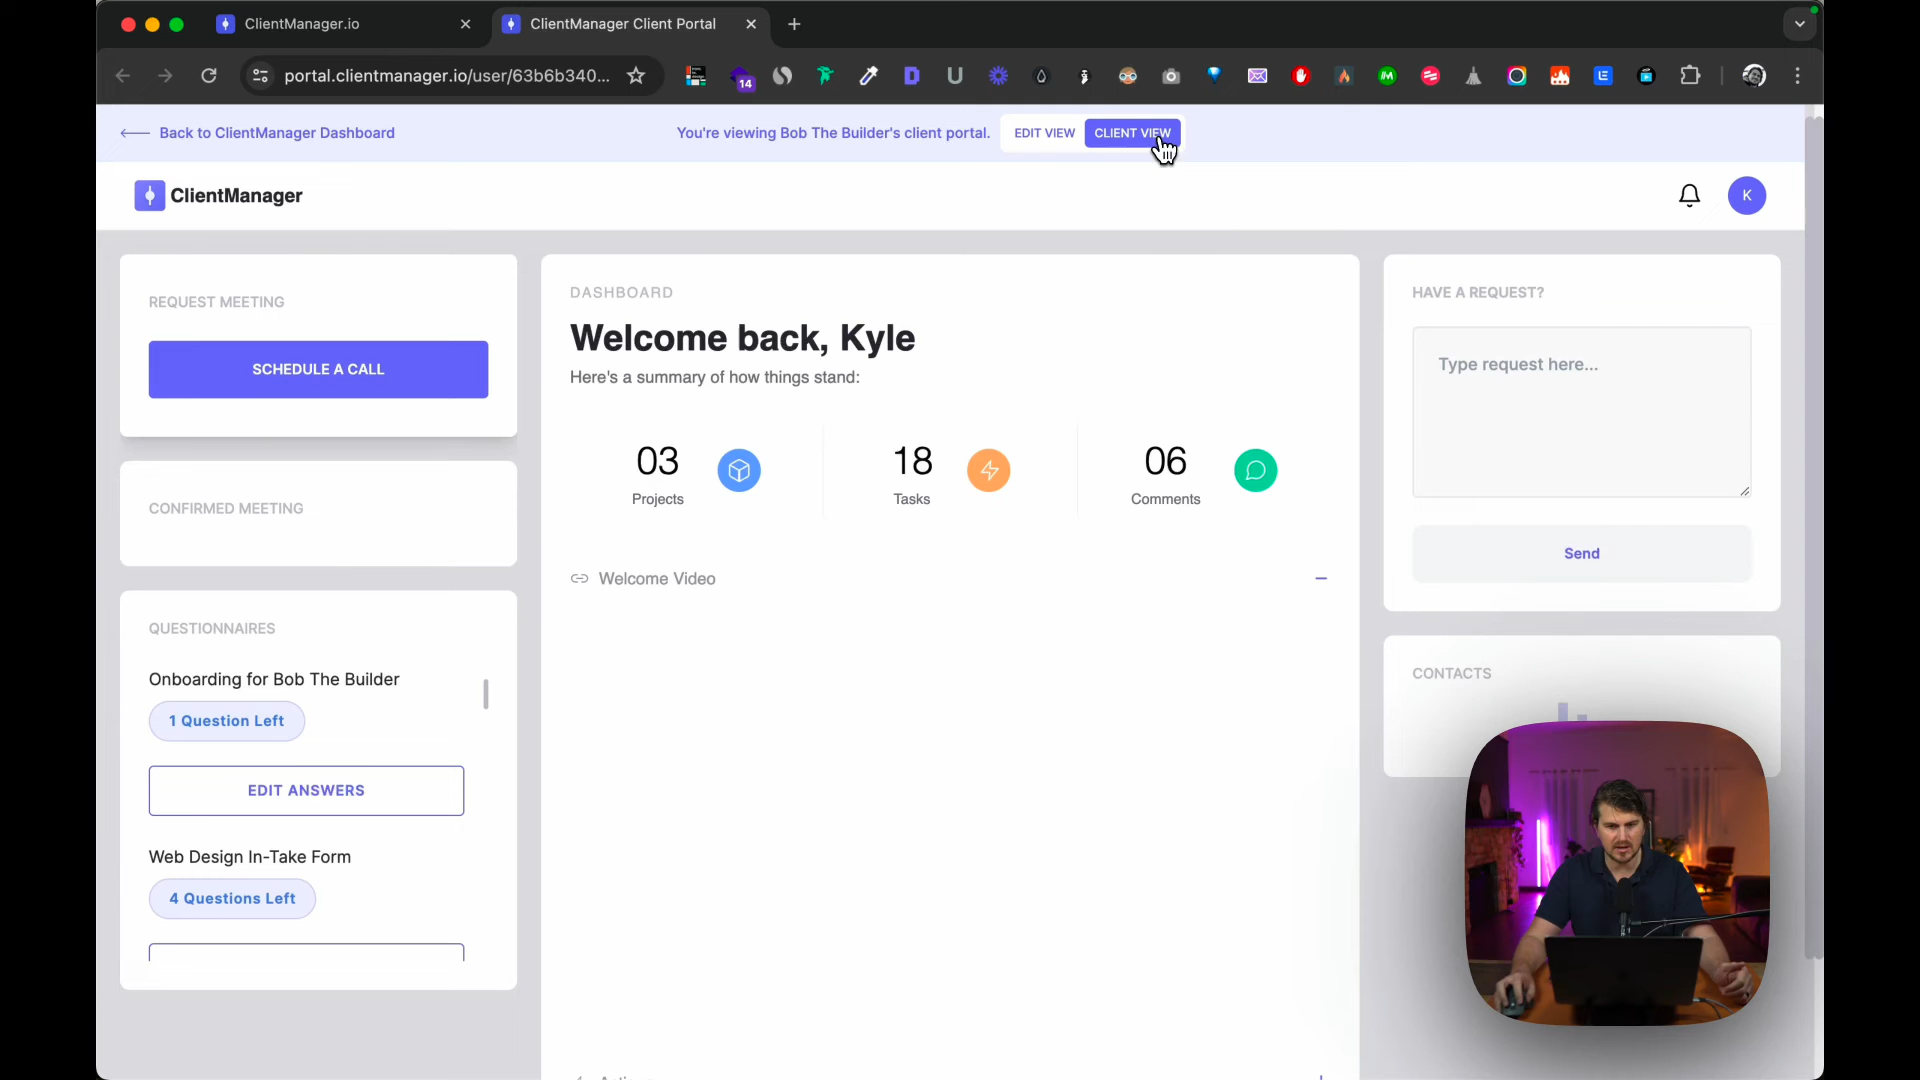 ClientManager.io
ClientManager Client Portal
portal.clientmanager.io/user/63b6b340...
14
Back to ClientManager Dashboard
You're viewing Bob The Builder's client portal.
EDIT VIEW
CLIENT VIEW
ClientManager
K
REQUEST MEETING
SCHEDULE A CALL
CONFIRMED MEETING
QUESTIONNAIRES
Onboarding for Bob The Builder
1 Question Left
EDIT ANSWERS
Web Design In-Take Form
4 Questions Left
DASHBOARD
Welcome back, Kyle
Here's a summary of how things stand:
03
Projects
18
Tasks
06
Comments
Welcome Video
HAVE A REQUEST?
Type request here...
Send
CONTACTS